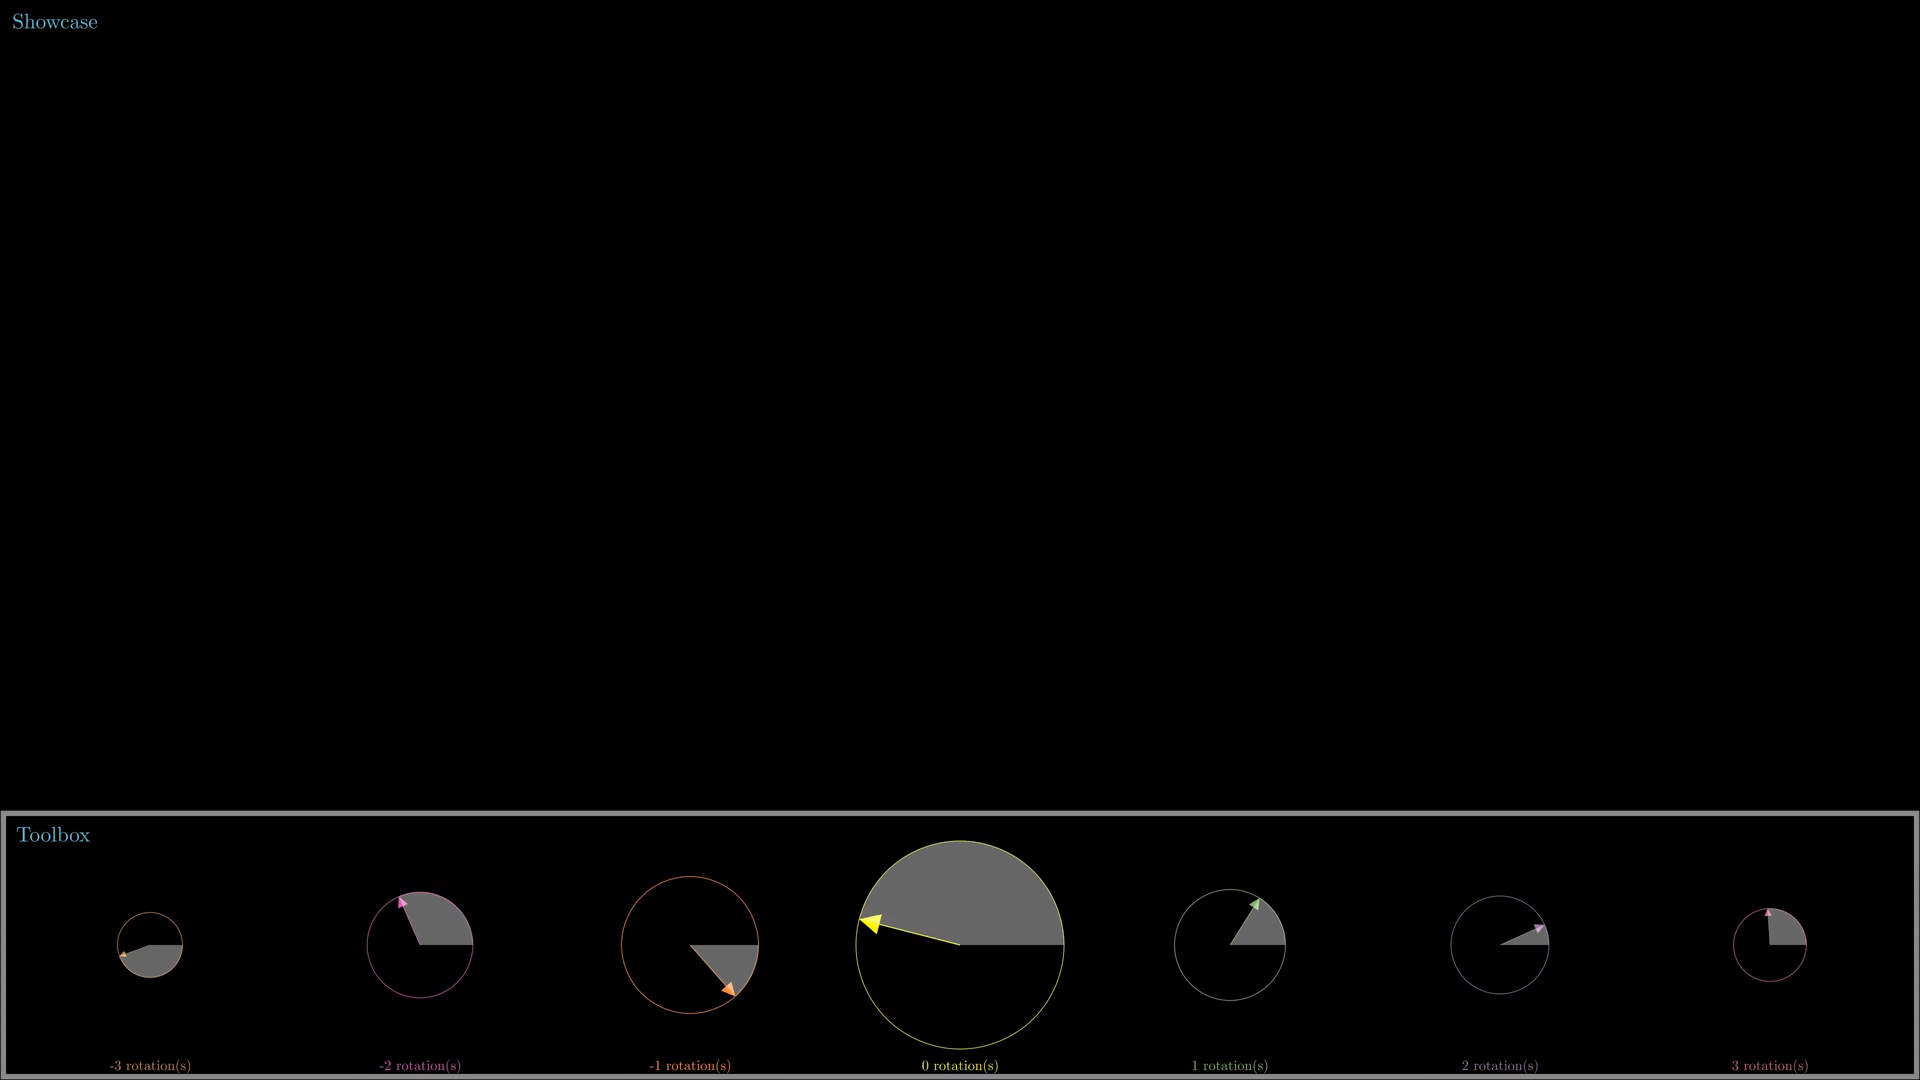 Showcase
Toolbox
-3 rotation(s)
-2 rotation(s)
-1 rotation(s)
0 rotation(s)
1 rotation(s)
2 rotation(s)
3 rotation(s)